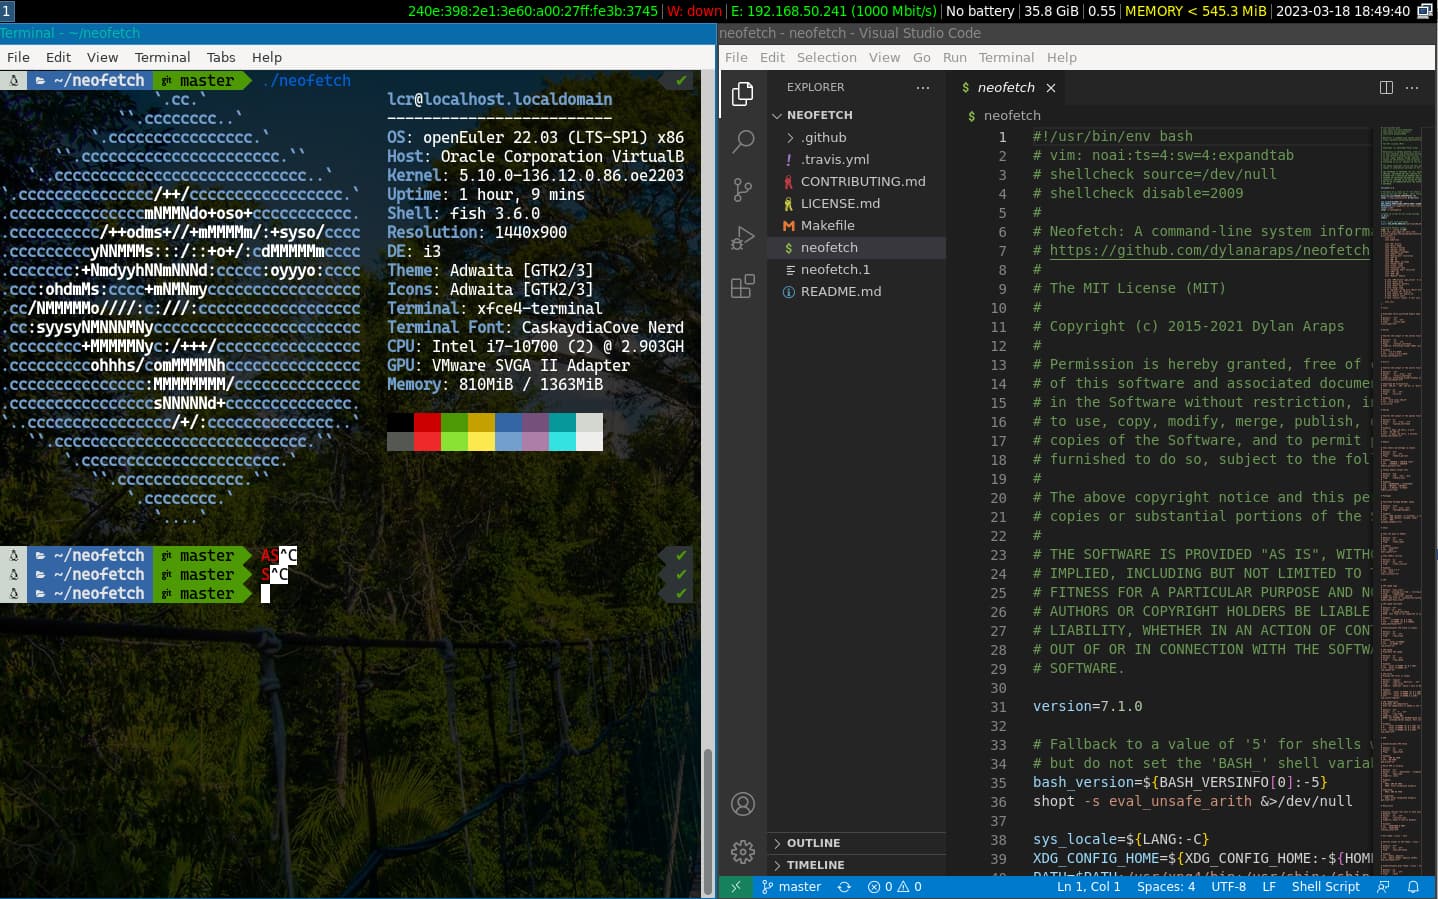 1
240e:398:2e1:3e60:a00:27ff:fe3b:3745 | W: down | E: 192.168.50.241 (1000 Mbit/s) | No battery | 35.8 GiB | 0.55 | MEMORY < 545.3 MiB | 2023-03-18 18:49:40
Terminal - ~/neofetch
File Edit View Terminal Tabs Help
~/neofetch git master ./neofetch ✔
lcr@localhost.localdomain
-------------------------
OS: openEuler 22.03 (LTS-SP1) x86
Host: Oracle Corporation VirtualB
Kernel: 5.10.0-136.12.0.86.oe2203
Uptime: 1 hour, 9 mins
Shell: fish 3.6.0
Resolution: 1440x900
DE: i3
Theme: Adwaita [GTK2/3]
Icons: Adwaita [GTK2/3]
Terminal: xfce4-terminal
Terminal Font: CaskaydiaCove Nerd
CPU: Intel i7-10700 (2) @ 2.903GH
GPU: VMware SVGA II Adapter
Memory: 810MiB / 1363MiB
~/neofetch git master AS^C ✔
~/neofetch git master S^C ✔
~/neofetch git master ✔
neofetch - neofetch - Visual Studio Code
File Edit Selection View Go Run Terminal Help
EXPLORER ···
NEOFETCH
.github
.travis.yml
CONTRIBUTING.md
LICENSE.md
Makefile
neofetch
neofetch.1
README.md
OUTLINE
TIMELINE
$ neofetch ×
$ neofetch
1 #!/usr/bin/env bash
2 # vim: noai:ts=4:sw=4:expandtab
3 # shellcheck source=/dev/null
4 # shellcheck disable=2009
5 #
6 # Neofetch: A command-line system inform
7 # https://github.com/dylanaraps/neofetch
8 #
9 # The MIT License (MIT)
10 #
11 # Copyright (c) 2015-2021 Dylan Araps
12 #
13 # Permission is hereby granted, free of
14 # of this software and associated docume
15 # in the Software without restriction, i
16 # to use, copy, modify, merge, publish,
17 # copies of the Software, and to permit
18 # furnished to do so, subject to the fol
19 #
20 # The above copyright notice and this pe
21 # copies or substantial portions of the
22 #
23 # THE SOFTWARE IS PROVIDED "AS IS", WITH
24 # IMPLIED, INCLUDING BUT NOT LIMITED TO
25 # FITNESS FOR A PARTICULAR PURPOSE AND N
26 # AUTHORS OR COPYRIGHT HOLDERS BE LIABLE
27 # LIABILITY, WHETHER IN AN ACTION OF CON
28 # OUT OF OR IN CONNECTION WITH THE SOFTW
29 # SOFTWARE.
30
31 version=7.1.0
32
33 # Fallback to a value of '5' for shells
34 # but do not set the 'BASH_' shell varia
35 bash_version=${BASH_VERSINFO[0]:-5}
36 shopt -s eval_unsafe_arith &>/dev/null
37
38 sys_locale=${LANG:-C}
39 XDG_CONFIG_HOME=${XDG_CONFIG_HOME:-${HOM
master 0 0 Ln 1, Col 1 Spaces: 4 UTF-8 LF Shell Script